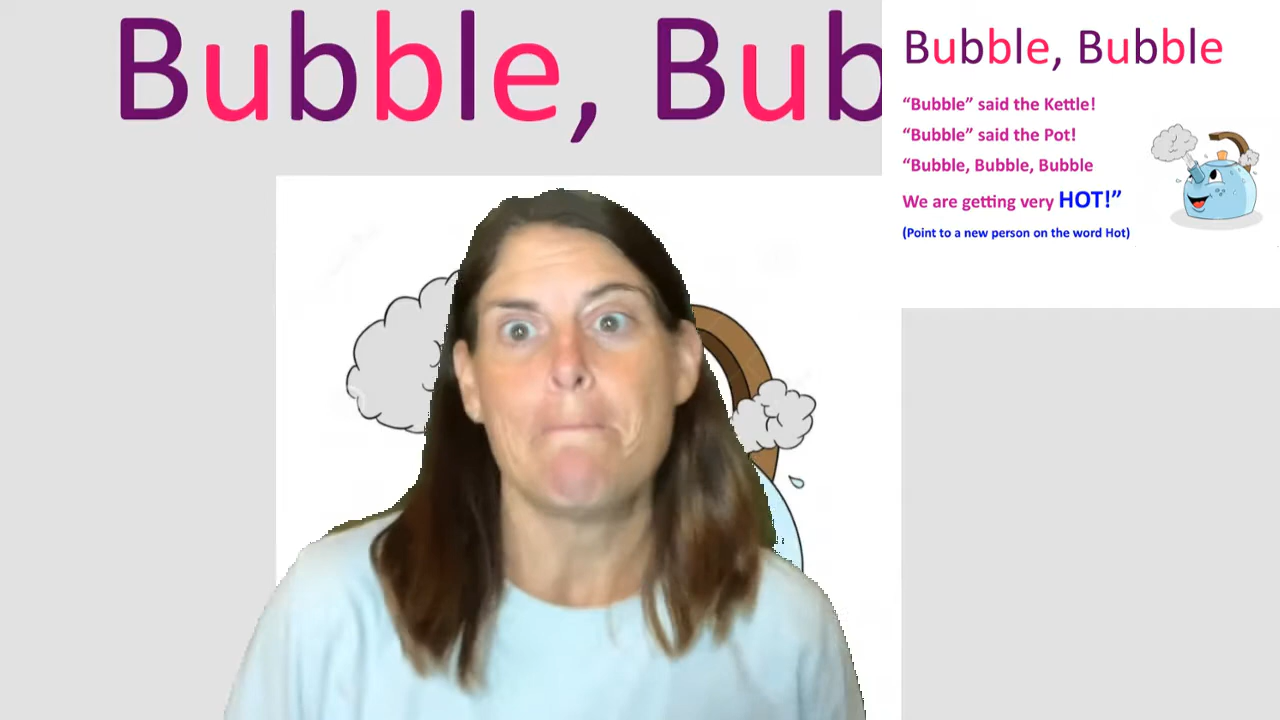 Bubble, Bub
Bubble, Bubble
“Bubble” said the Kettle!
“Bubble” said the Pot!
“Bubble, Bubble, Bubble
We are getting very HOT!”
(Point to a new person on the word Hot)